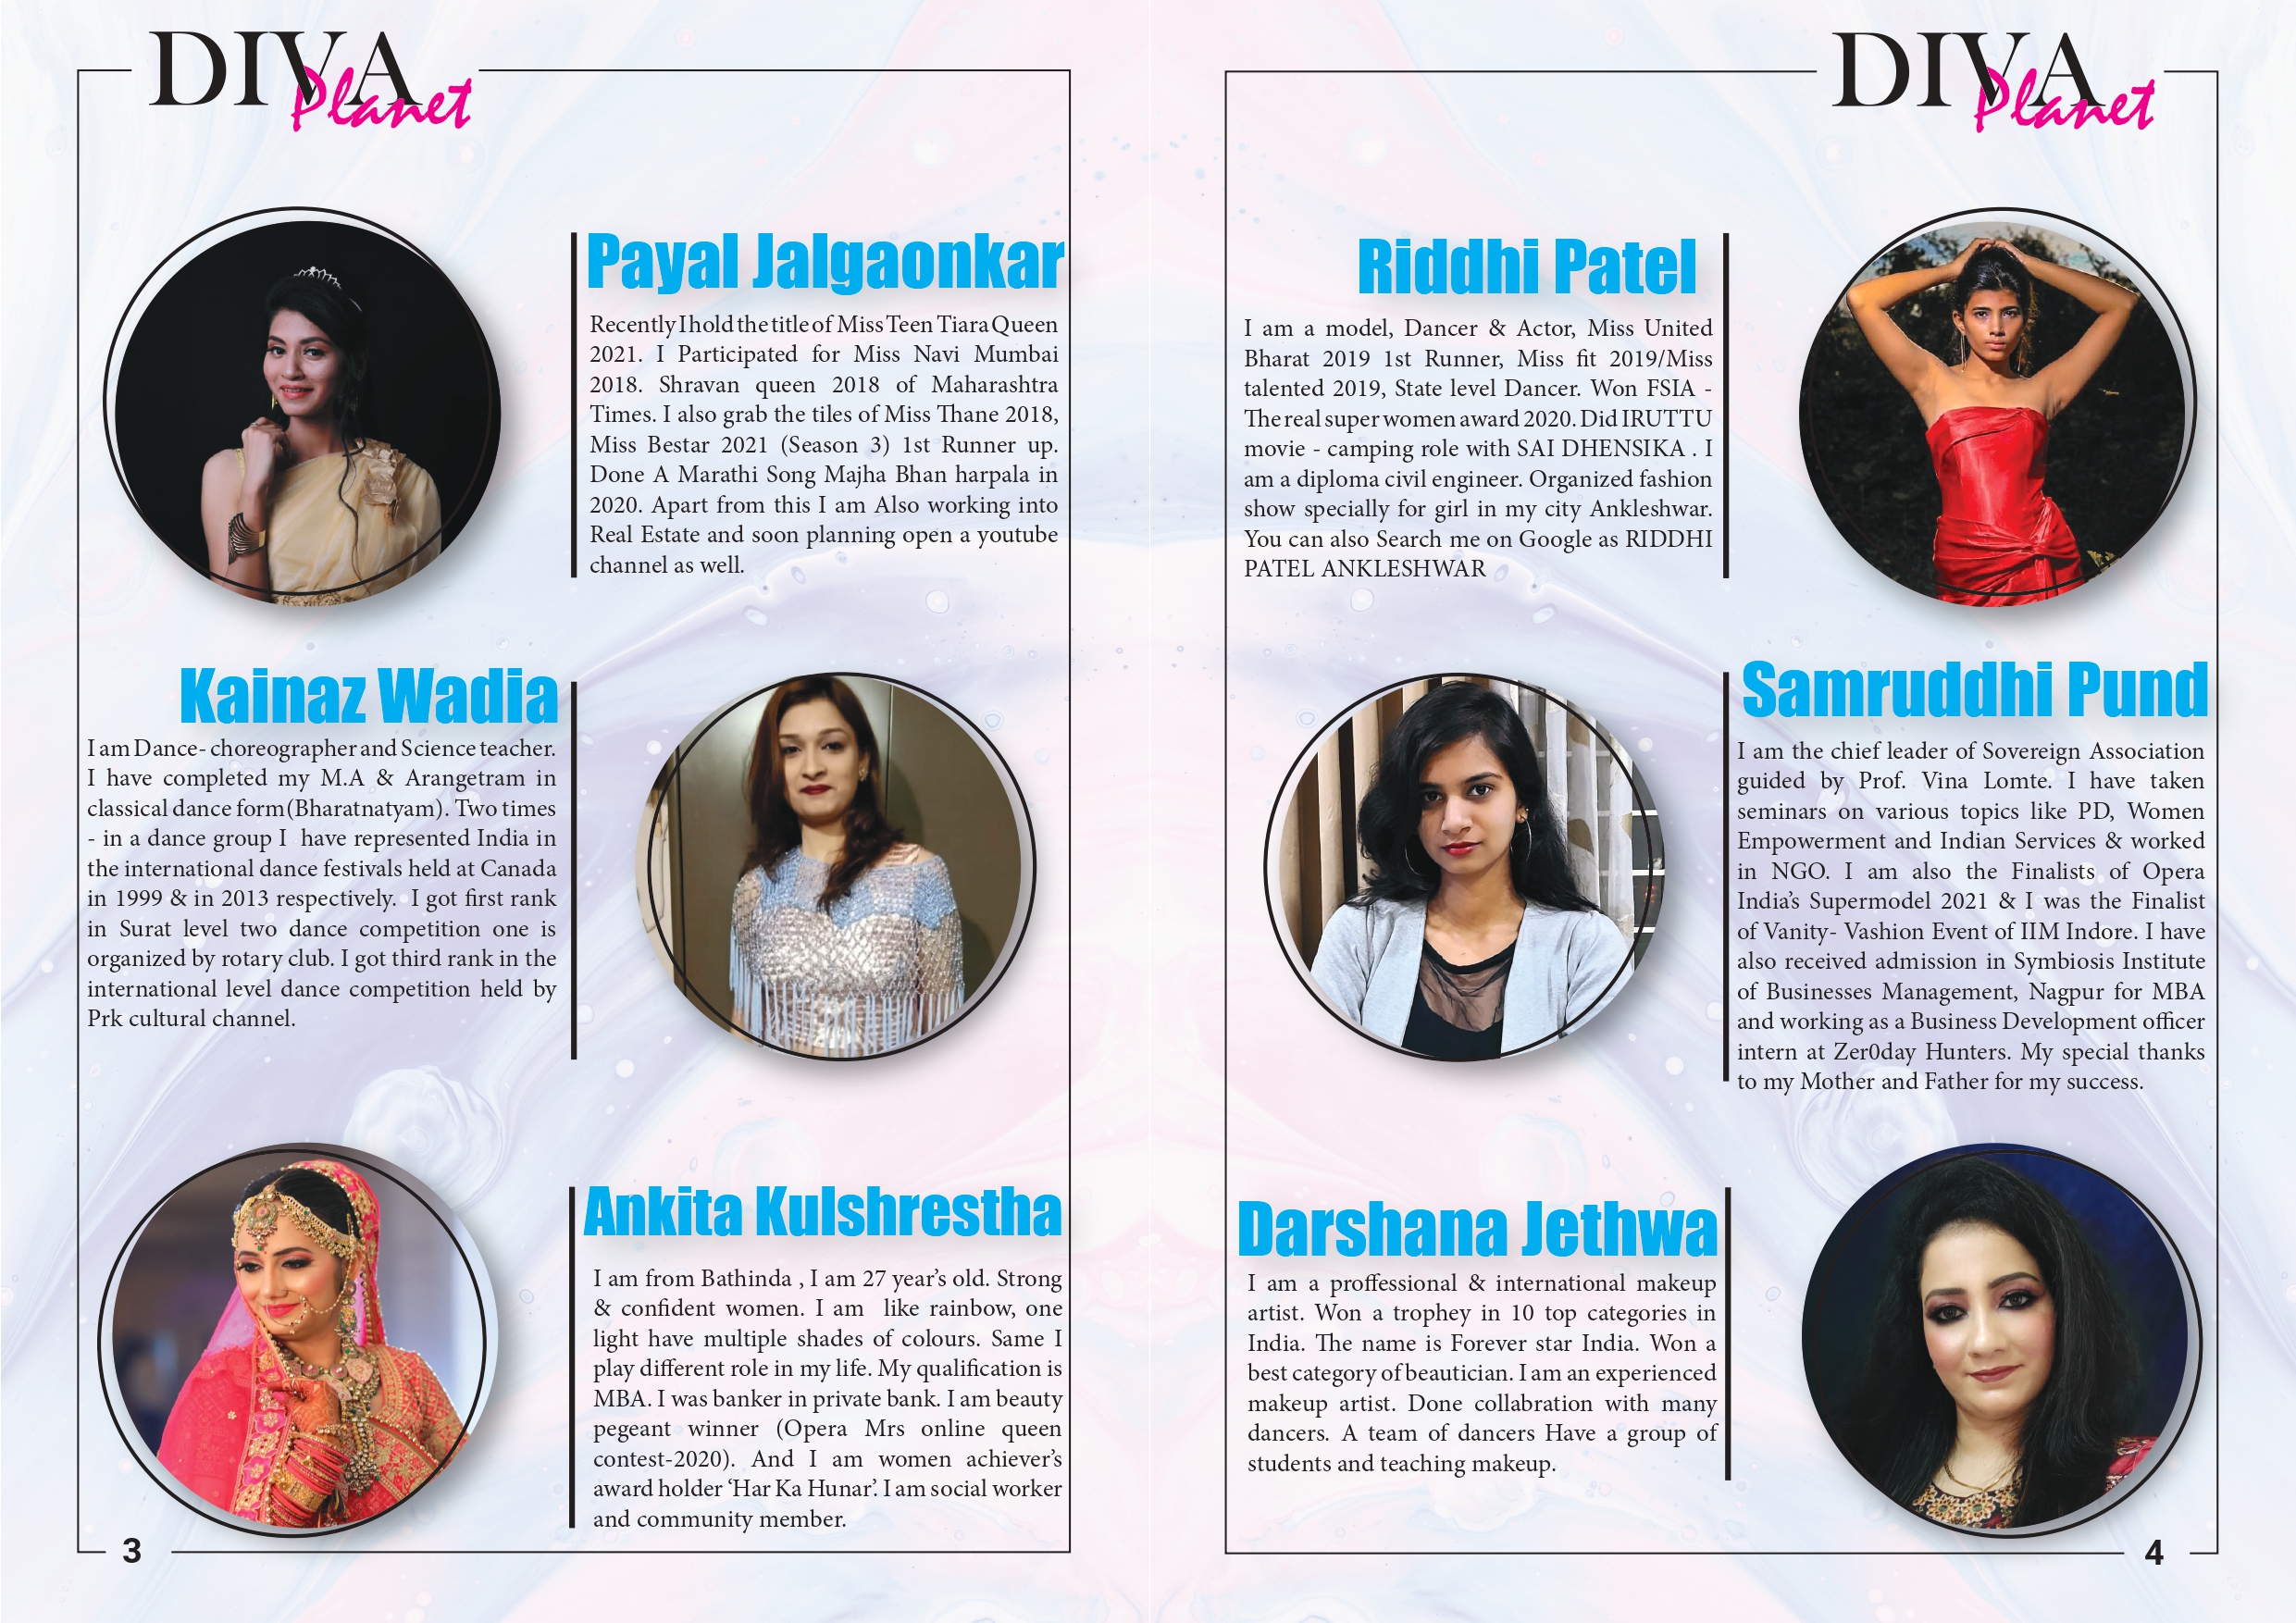 DIVA
Planet
Payal Jalgaonkar
Recently I hold the title of Miss Teen Tiara Queen
2021. I Participated for Miss Navi Mumbai
2018. Shravan queen 2018 of Maharashtra
Times. I also grab the tiles of Miss Thane 2018,
Miss Bestar 2021 (Season 3) 1st Runner up.
Done A Marathi Song Majha Bhan harpala in
2020. Apart from this I am Also working into
Real Estate and soon planning open a youtube
channel as well.
Kainaz Wadia
I am Dance- choreographer and Science teacher.
I have completed my M.A & Arangetram in
classical dance form(Bharatnatyam). Two times
- in a dance group I have represented India in
the international dance festivals held at Canada
in 1999 & in 2013 respectively. I got first rank
in Surat level two dance competition one is
organized by rotary club. I got third rank in the
international level dance competition held by
Prk cultural channel.
Ankita Kulshrestha
I am from Bathinda , I am 27 year's old. Strong
& confident women. I am like rainbow, one
light have multiple shades of colours. Same I
play different role in my life. My qualification is
MBA. I was banker in private bank. I am beauty
pegeant winner (Opera Mrs online queen
contest-2020). And I am women achiever's
award holder 'Har Ka Hunar'. I am social worker
and community member.
3
DIVA
Planet
Riddhi Patel
I am a model, Dancer & Actor, Miss United
Bharat 2019 1st Runner, Miss fit 2019/Miss
talented 2019, State level Dancer. Won FSIA -
The real super women award 2020. Did IRUTTU
movie - camping role with SAI DHENSIKA . I
am a diploma civil engineer. Organized fashion
show specially for girl in my city Ankleshwar.
You can also Search me on Google as RIDDHI
PATEL ANKLESHWAR
Samruddhi Pund
I am the chief leader of Sovereign Association
guided by Prof. Vina Lomte. I have taken
seminars on various topics like PD, Women
Empowerment and Indian Services & worked
in NGO. I am also the Finalists of Opera
India's Supermodel 2021 & I was the Finalist
of Vanity- Vashion Event of IIM Indore. I have
also received admission in Symbiosis Institute
of Businesses Management, Nagpur for MBA
and working as a Business Development officer
intern at Zer0day Hunters. My special thanks
to my Mother and Father for my success.
Darshana Jethwa
I am a proffessional & international makeup
artist. Won a trophey in 10 top categories in
India. The name is Forever star India. Won a
best category of beautician. I am an experienced
makeup artist. Done collabration with many
dancers. A team of dancers Have a group of
students and teaching makeup.
4